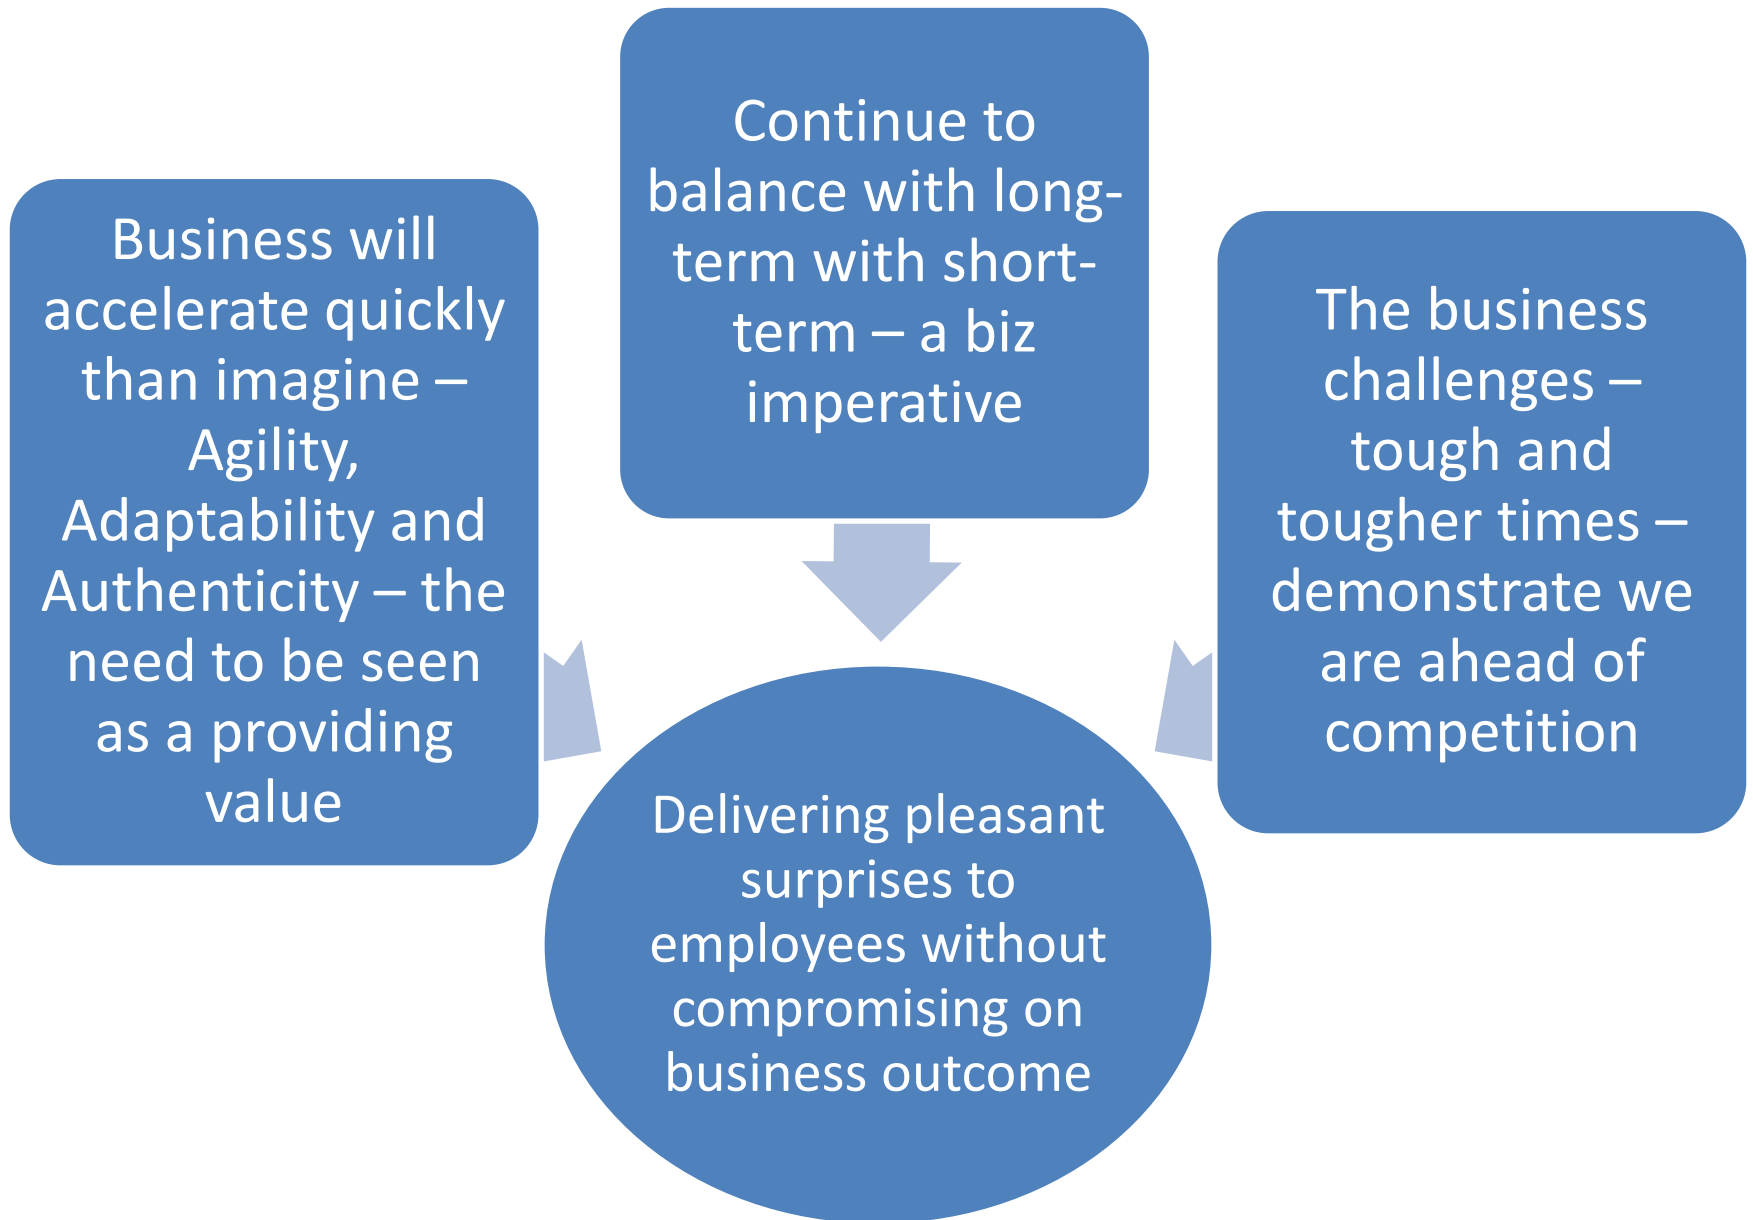 Business will
accelerate quickly
than imagine –
Agility,
Adaptability and
Authenticity – the
need to be seen
as a providing
value
Continue to
balance with long-
term with short-
term – a biz
imperative
The business
challenges –
tough and
tougher times –
demonstrate we
are ahead of
competition
Delivering pleasant
surprises to
employees without
compromising on
business outcome